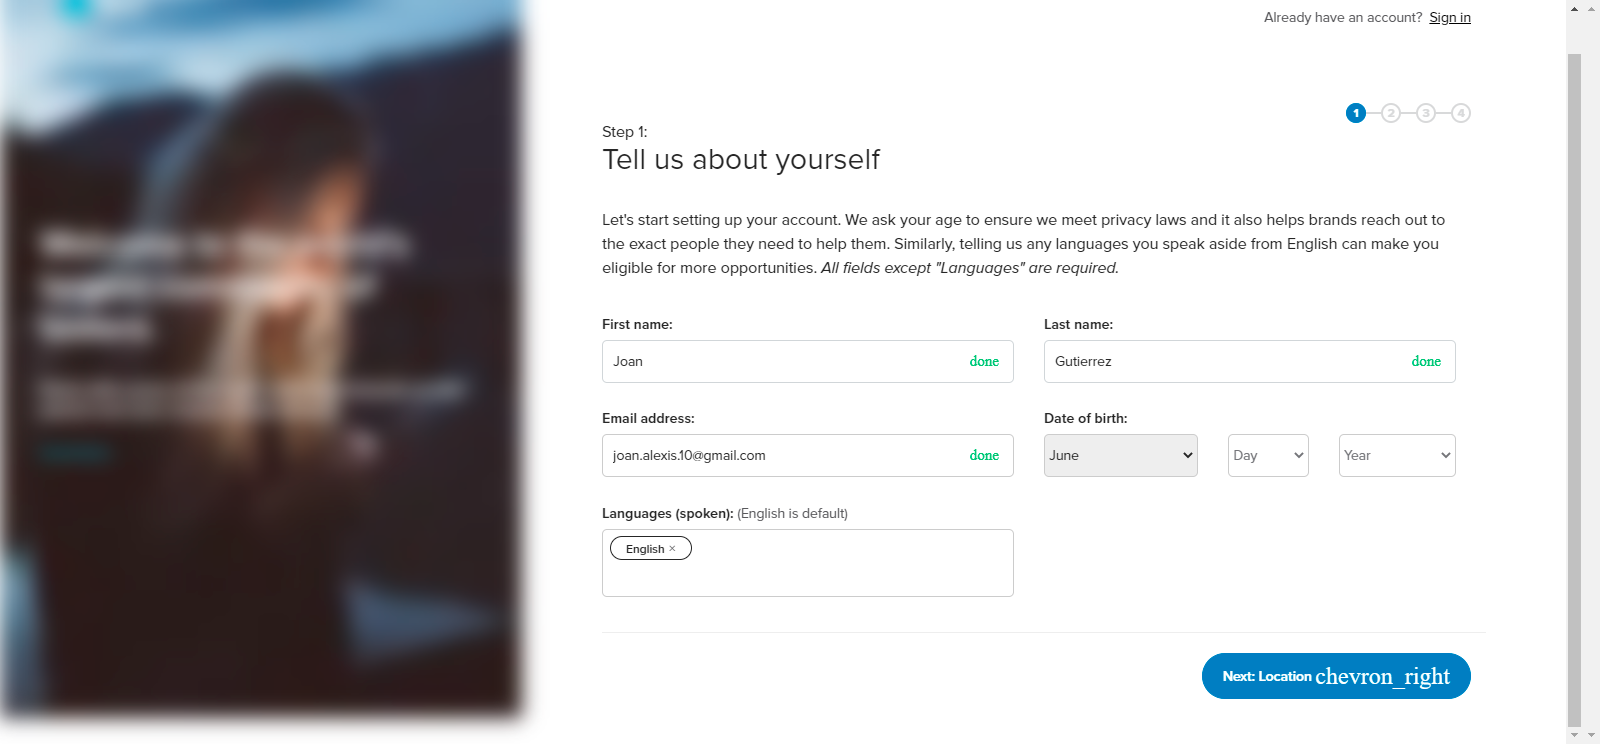 Already have an account? Sign in
1 2 3 4
Step 1:
Tell us about yourself
Let's start setting up your account. We ask your age to ensure we meet privacy laws and it also helps brands reach out to
the exact people they need to help them. Similarly, telling us any languages you speak aside from English can make you
eligible for more opportunities. All fields except "Languages" are required.
First name:
Last name:
Joan done
Gutierrez done
Email address:
Date of birth:
joan.alexis.10@gmail.com done
June
Day
Year
Languages (spoken): (English is default)
English ×
Next: Location chevron_right